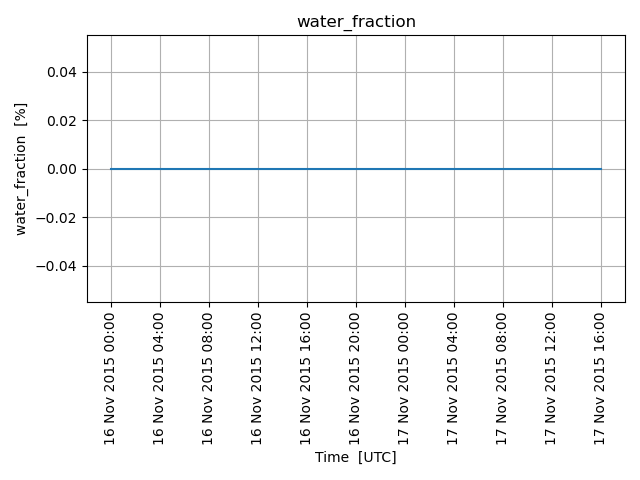 water_fraction
water_fraction [%]
0.04
0.02
0.00
−0.02
−0.04
16 Nov 2015 00:00
16 Nov 2015 04:00
16 Nov 2015 08:00
16 Nov 2015 12:00
16 Nov 2015 16:00
16 Nov 2015 20:00
17 Nov 2015 00:00
17 Nov 2015 04:00
17 Nov 2015 08:00
17 Nov 2015 12:00
17 Nov 2015 16:00
Time [UTC]